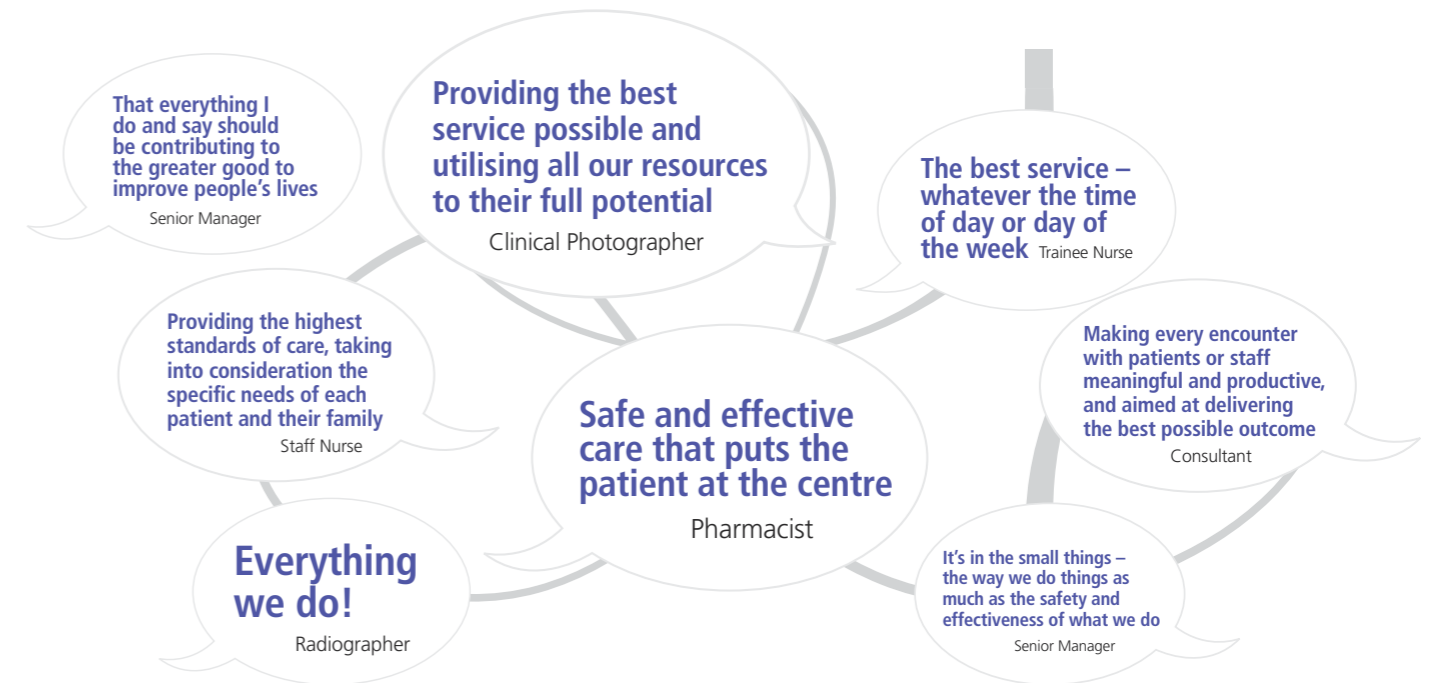 That everything I
do and say should
be contributing to
the greater good to
improve people's lives
Senior Manager
Providing the best
service possible and
utilising all our resources
to their full potential
Clinical Photographer
The best service –
whatever the time
of day or day of
the week Trainee Nurse
Providing the highest
standards of care, taking
into consideration the
specific needs of each
patient and their family
Staff Nurse
Safe and effective
care that puts the
patient at the centre
Pharmacist
Making every encounter
with patients or staff
meaningful and productive,
and aimed at delivering
the best possible outcome
Consultant
Everything
we do!
Radiographer
It's in the small things –
the way we do things as
much as the safety and
effectiveness of what we do
Senior Manager